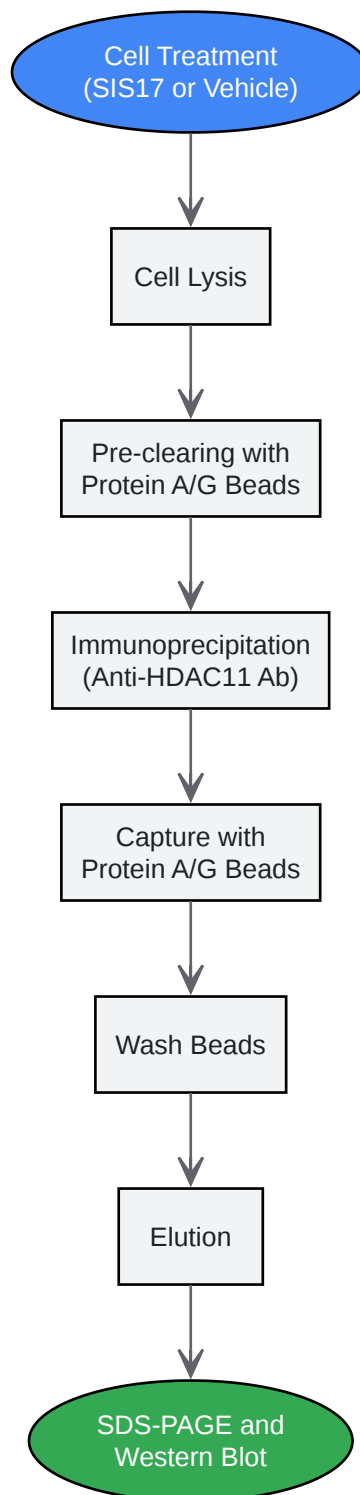 Cell Treatment
(SIS17 or Vehicle)
Cell Lysis
Pre-clearing with
Protein A/G Beads
Immunoprecipitation
(Anti-HDAC11 Ab)
Capture with
Protein A/G Beads
Wash Beads
Elution
SDS-PAGE and
Western Blot